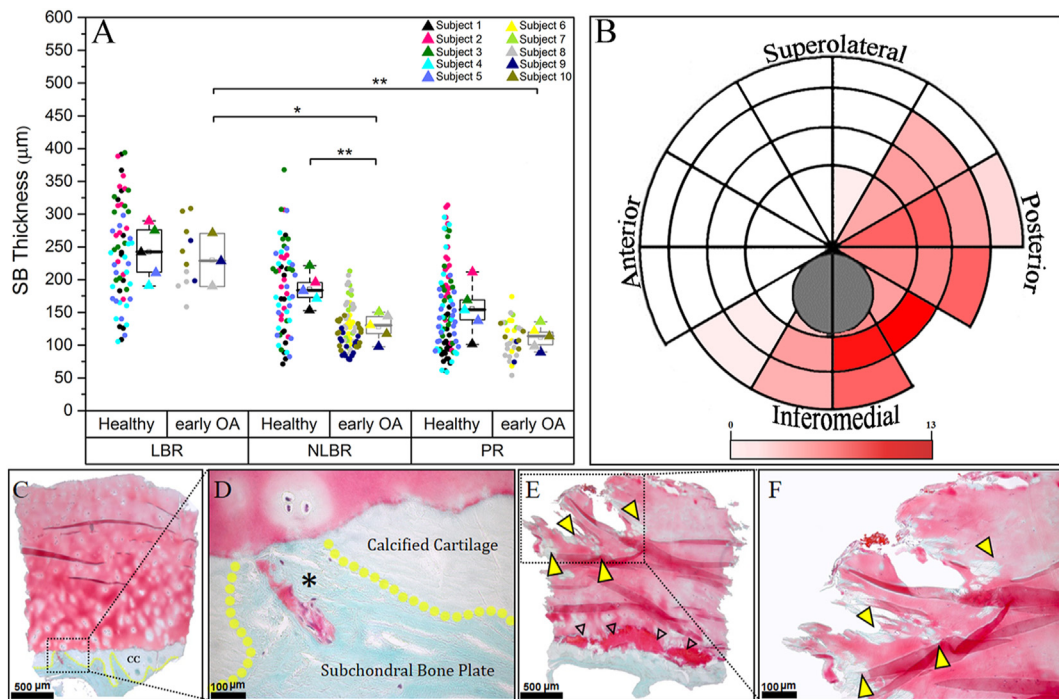 A
SB Thickness (μm)
600
550
500
450
400
350
300
250
200
150
100
50
0
Subject 1
Subject 2
Subject 3
Subject 4
Subject 5
Subject 6
Subject 7
Subject 8
Subject 9
Subject 10
**
*
**
Healthy early OA Healthy early OA Healthy early OA
LBR NLBR PR
B
Superolateral
Anterior
Posterior
Inferomedial
0 13
C
cc
500 μm
D
Calcified Cartilage
*
Subchondral Bone Plate
100 μm
E
500 μm
F
100 μm